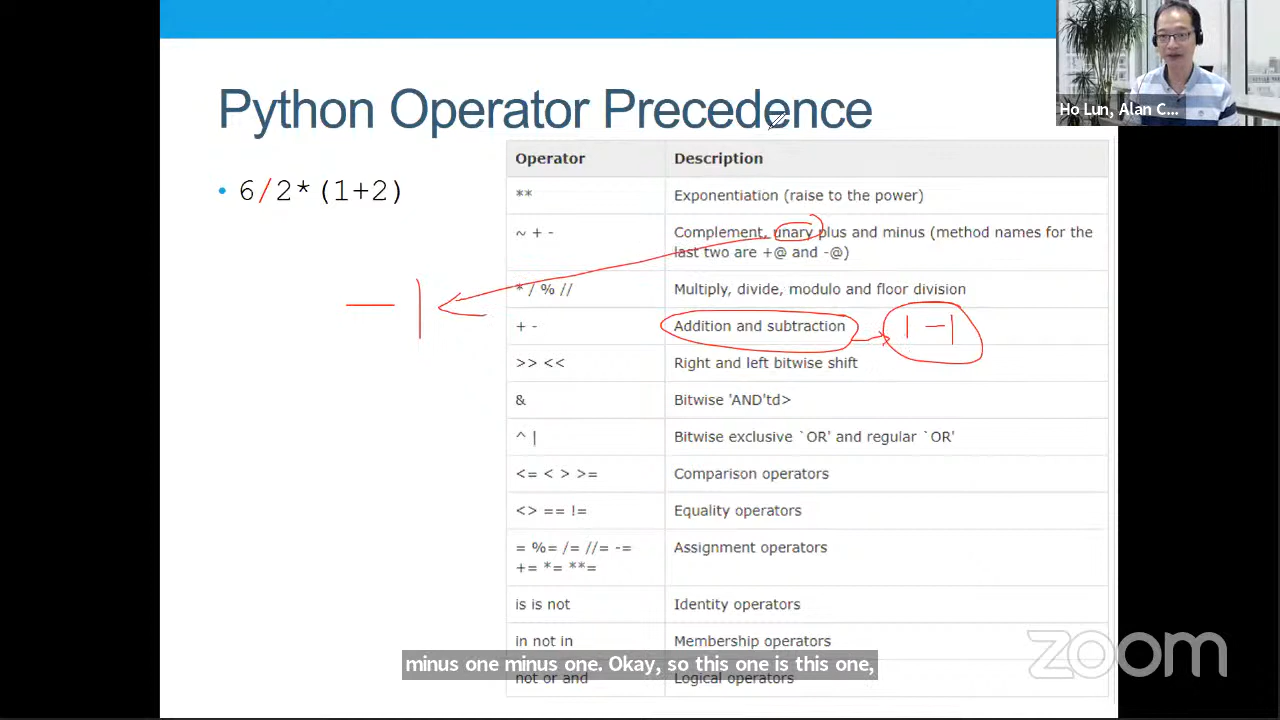 Python Operator Precedence
Ho Lun, Alan C...
• 6/2*(1+2)
Operator Description
** Exponentiation (raise to the power)
~ + - Complement, unary plus and minus (method names for the
last two are +@ and -@)
* / % // Multiply, divide, modulo and floor division
+ - Addition and subtraction
>> << Right and left bitwise shift
& Bitwise 'AND'td>
^ | Bitwise exclusive `OR' and regular `OR'
<= < > >= Comparison operators
<> == != Equality operators
= %= /= //= -= Assignment operators
+= *= **=
is is not Identity operators
in not in Membership operators
not or and Logical operators
— 1
1 — 1
minus one minus one. Okay, so this one is this one,
zoom